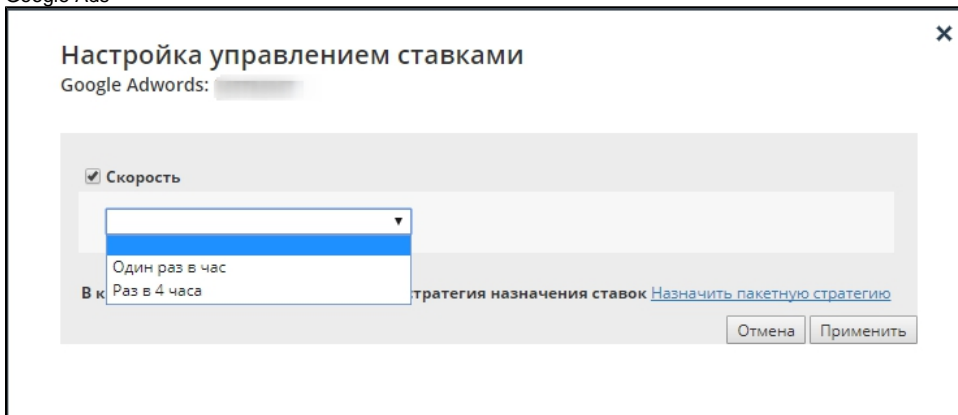 Google Ads
Настройка управлением ставками
Google Adwords:
Скорость
Один раз в час
Раз в 4 часа
В к
тратегия назначения ставок Назначить пакетную стратегию
Отмена Применить